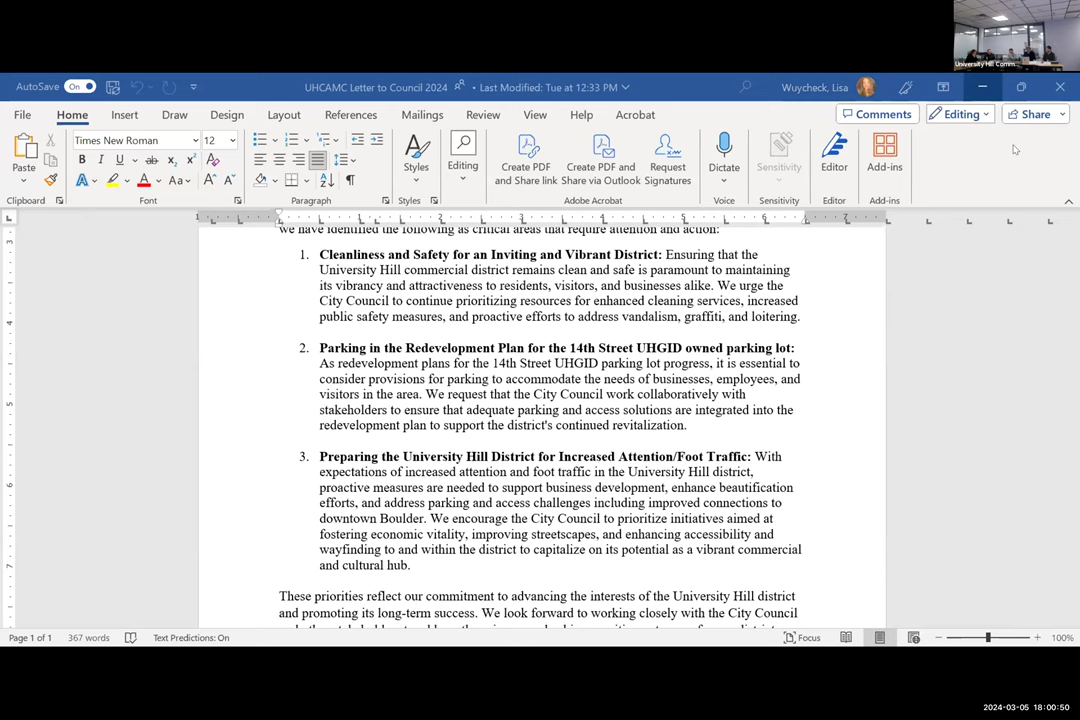 University Hill Comm...
AutoSave On UHCAMC Letter to Council 2024 • Last Modified: Tue at 12:33 PM Wuycheck, Lisa
File Home Insert Draw Design Layout References Mailings Review View Help Acrobat Comments Editing Share
Times New Roman 12
Paste Styles Editing Create PDF and Share link Create PDF and Share via Outlook Request Signatures Dictate Sensitivity Editor Add-ins
Clipboard Font Paragraph Styles Adobe Acrobat Voice Sensitivity Editor Add-ins
we have identified the following as critical areas that require attention and action:
1. Cleanliness and Safety for an Inviting and Vibrant District: Ensuring that the
University Hill commercial district remains clean and safe is paramount to maintaining
its vibrancy and attractiveness to residents, visitors, and businesses alike. We urge the
City Council to continue prioritizing resources for enhanced cleaning services, increased
public safety measures, and proactive efforts to address vandalism, graffiti, and loitering.
2. Parking in the Redevelopment Plan for the 14th Street UHGID owned parking lot:
As redevelopment plans for the 14th Street UHGID parking lot progress, it is essential to
consider provisions for parking to accommodate the needs of businesses, employees, and
visitors in the area. We request that the City Council work collaboratively with
stakeholders to ensure that adequate parking and access solutions are integrated into the
redevelopment plan to support the district's continued revitalization.
3. Preparing the University Hill District for Increased Attention/Foot Traffic: With
expectations of increased attention and foot traffic in the University Hill district,
proactive measures are needed to support business development, enhance beautification
efforts, and address parking and access challenges including improved connections to
downtown Boulder. We encourage the City Council to prioritize initiatives aimed at
fostering economic vitality, improving streetscapes, and enhancing accessibility and
wayfinding to and within the district to capitalize on its potential as a vibrant commercial
and cultural hub.
These priorities reflect our commitment to advancing the interests of the University Hill district
and promoting its long-term success. We look forward to working closely with the City Council
Page 1 of 1 367 words Text Predictions: On Focus 100%
2024-03-05 18:00:50